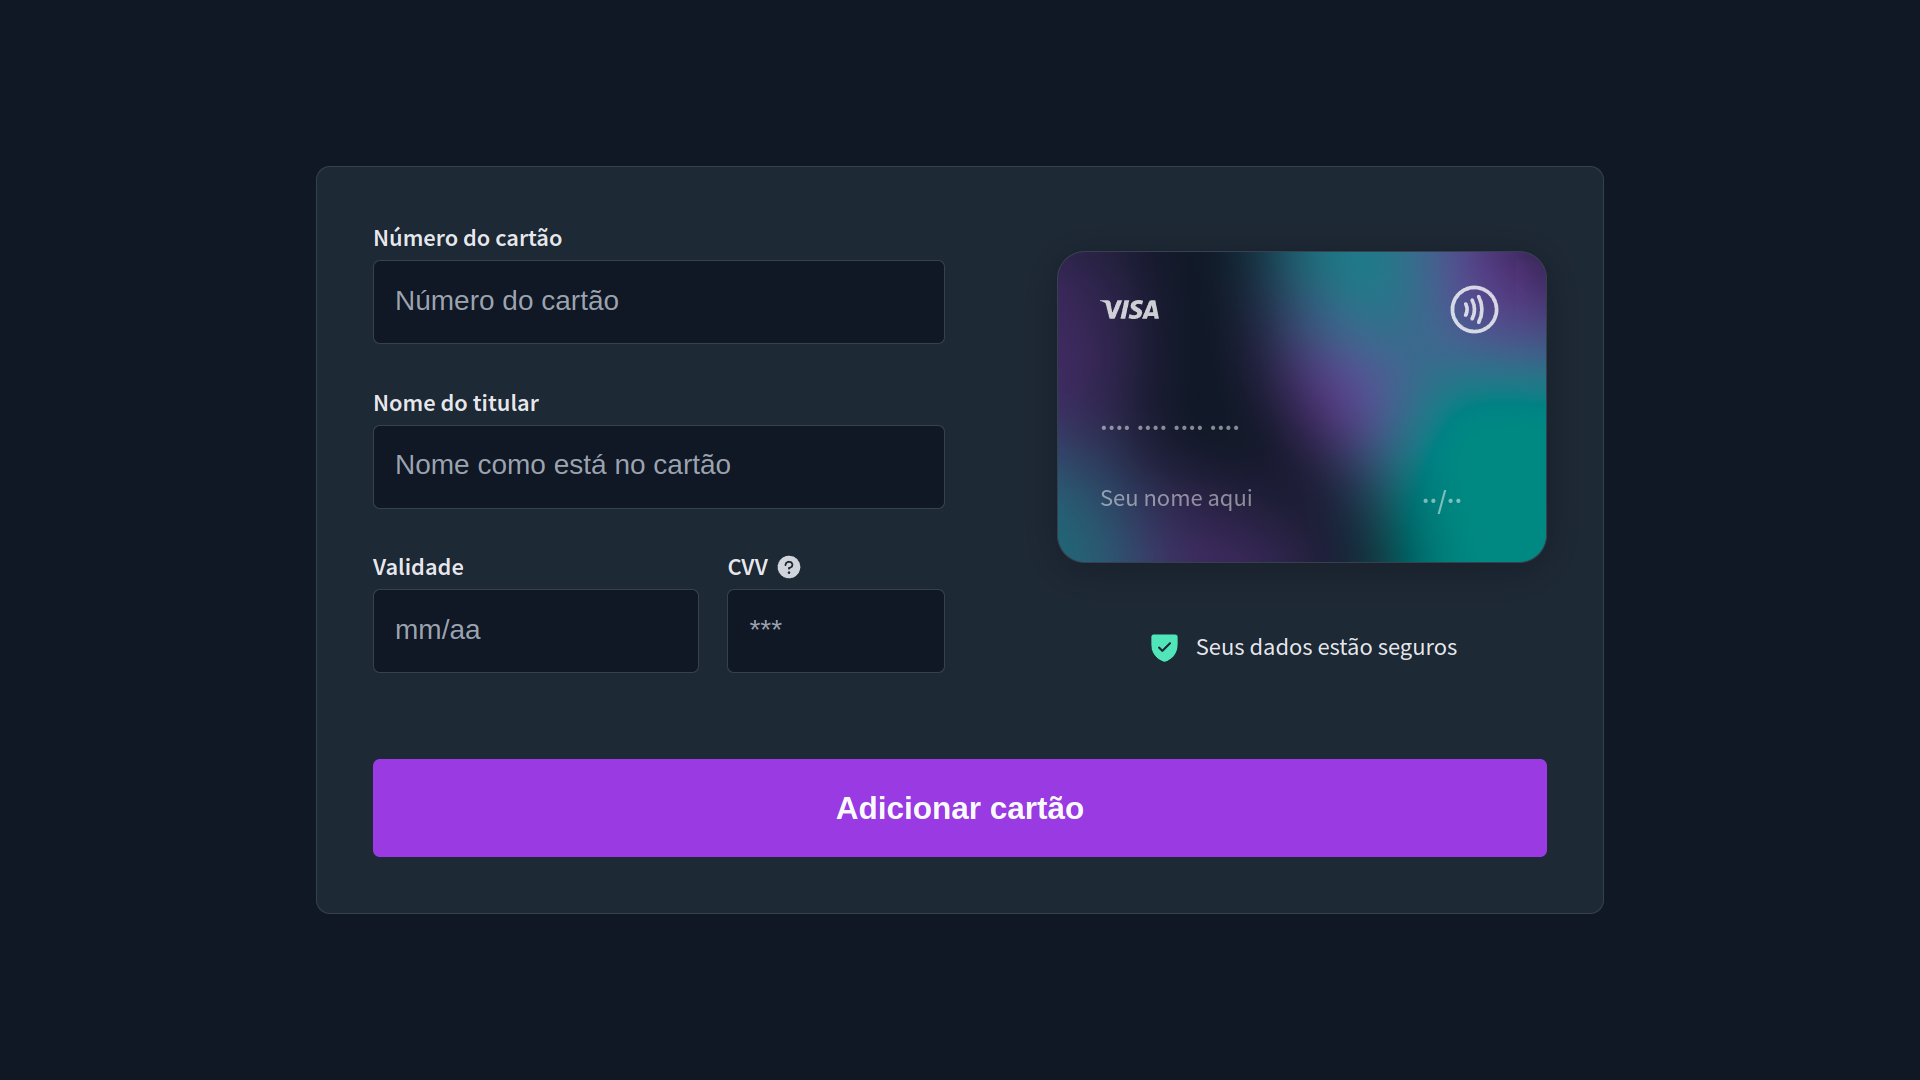 Número do cartão
Número do cartão
Nome do titular
Nome como está no cartão
Validade
CVV ?
mm/aa
***
VISA
•••• •••• •••• ••••
Seu nome aqui
••/••
Seus dados estão seguros
Adicionar cartão